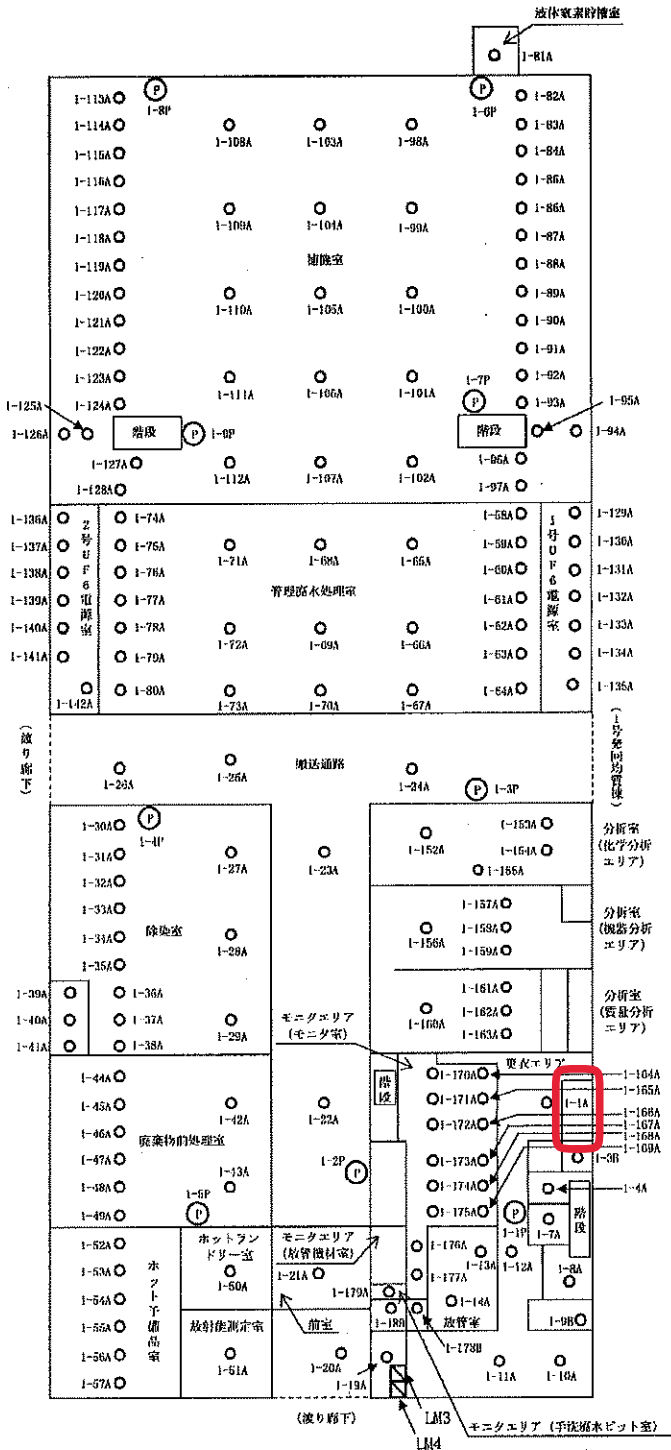 液体窒素貯槽室
1-81A
1-113A
P
1-8P
P
1-6P
1-82A
1-114A
1-108A
1-103A
1-98A
1-83A
1-115A
1-84A
1-116A
1-85A
1-117A
1-109A
1-104A
1-99A
1-86A
1-118A
1-87A
補修室
1-119A
1-88A
1-120A
1-110A
1-105A
1-100A
1-89A
1-121A
1-90A
1-122A
1-91A
1-123A
1-111A
1-106A
1-101A
1-7P
1-92A
1-124A
P
1-93A
1-125A
1-95A
1-126A
階段
P
1-9P
階段
1-94A
1-127A
1-112A
1-107A
1-102A
1-96A
1-128A
1-97A
1-136A
2号UF6電源室
1-74A
1-58A
1号UF6電源室
1-129A
1-137A
1-75A
1-71A
1-68A
1-65A
1-59A
1-130A
1-138A
1-76A
管理廃水処理室
1-60A
1-131A
1-139A
1-77A
1-61A
1-132A
1-140A
1-78A
1-72A
1-69A
1-66A
1-62A
1-133A
1-141A
1-79A
1-63A
1-134A
1-142A
1-80A
1-73A
1-70A
1-67A
1-64A
1-135A
(渡り廊下)
1-26A
1-25A
搬送通路
1-24A
P
1-3P
(1号発回均質棟)
1-30A
P
1-4P
1-31A
1-27A
1-23A
1-152A
1-153A
1-154A
1-155A
分析室
(化学分析
エリア)
1-32A
1-33A
1-34A
除染室
1-28A
1-35A
1-156A
1-157A
1-158A
1-159A
分析室
(機器分析
エリア)
1-39A
1-36A
1-40A
1-37A
1-29A
1-41A
1-38A
1-160A
1-161A
1-162A
1-163A
分析室
(質量分析
エリア)
モニタエリア
(モニタ室)
更衣エリア
1-44A
階段
1-170A
1-164A
1-45A
1-42A
1-22A
1-171A
1-1A
1-165A
1-46A
1-172A
1-166A
廃棄物前処理室
1-167A
1-168A
1-169A
1-47A
1-43A
1-2P
P
1-173A
1-3B
1-48A
1-174A
1-4A
1-5P
P
1-49A
1-175A
P
1-1P
1-7A
階段
1-52A
ホット予備品室
ホットラン
ドリー室
モニタエリア
(放管機材室)
1-176A
1-13A
1-12A
1-53A
1-50A
1-21A
1-177A
1-8A
1-179A
1-54A
1-18A
1-14A
1-55A
放射能測定室
前室
放管室
1-9B
1-178B
1-56A
1-51A
1-20A
1-19A
1-57A
1-11A
1-10A
(渡り廊下)
LM3
LM4
モニタエリア (手洗廃水ピット室)